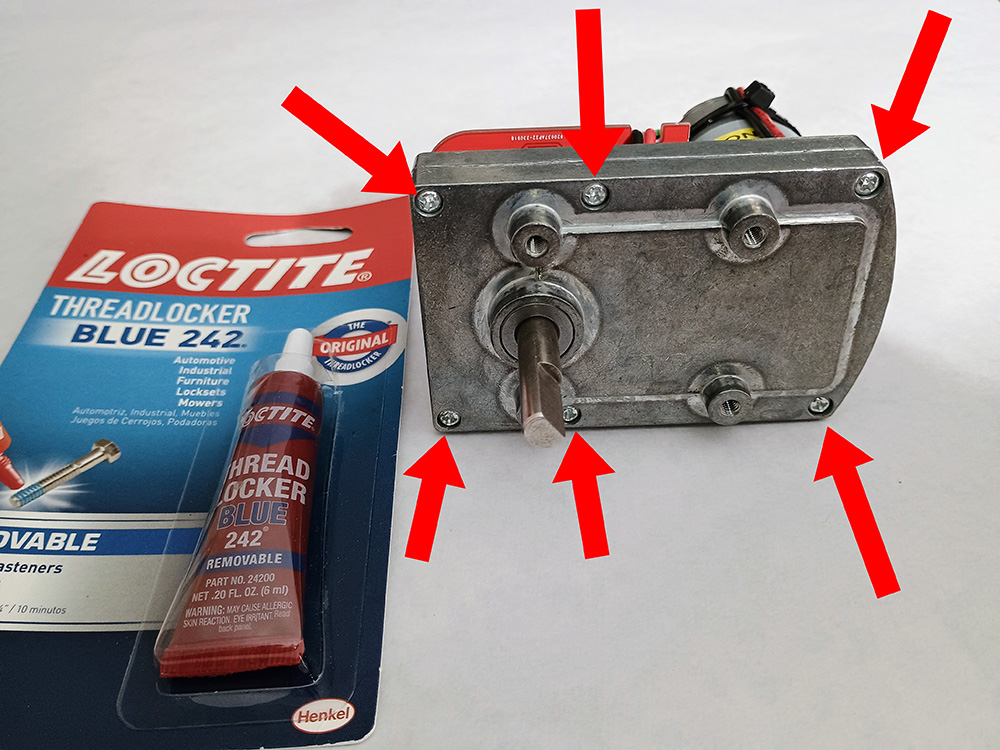 LOCTITE®
THREADLOCKER
BLUE 242®
Automotive
Industrial
Furniture
Locksets
Mowers
Automotriz, Industrial, Muebles
Juegos de Cerrojos, Podadoras
THE
ORIGINAL
THREADLOCKER
OVABLE
asteners
¼" / 10 minutos
LOCTITE
THREAD
LOCKER
BLUE
242®
REMOVABLE
PART NO. 24200
NET .20 FL. OZ. (6 ml)
WARNING: MAY CAUSE ALLERGIC
SKIN REACTION, EYE IRRITANT. Read
back panel.
Henkel